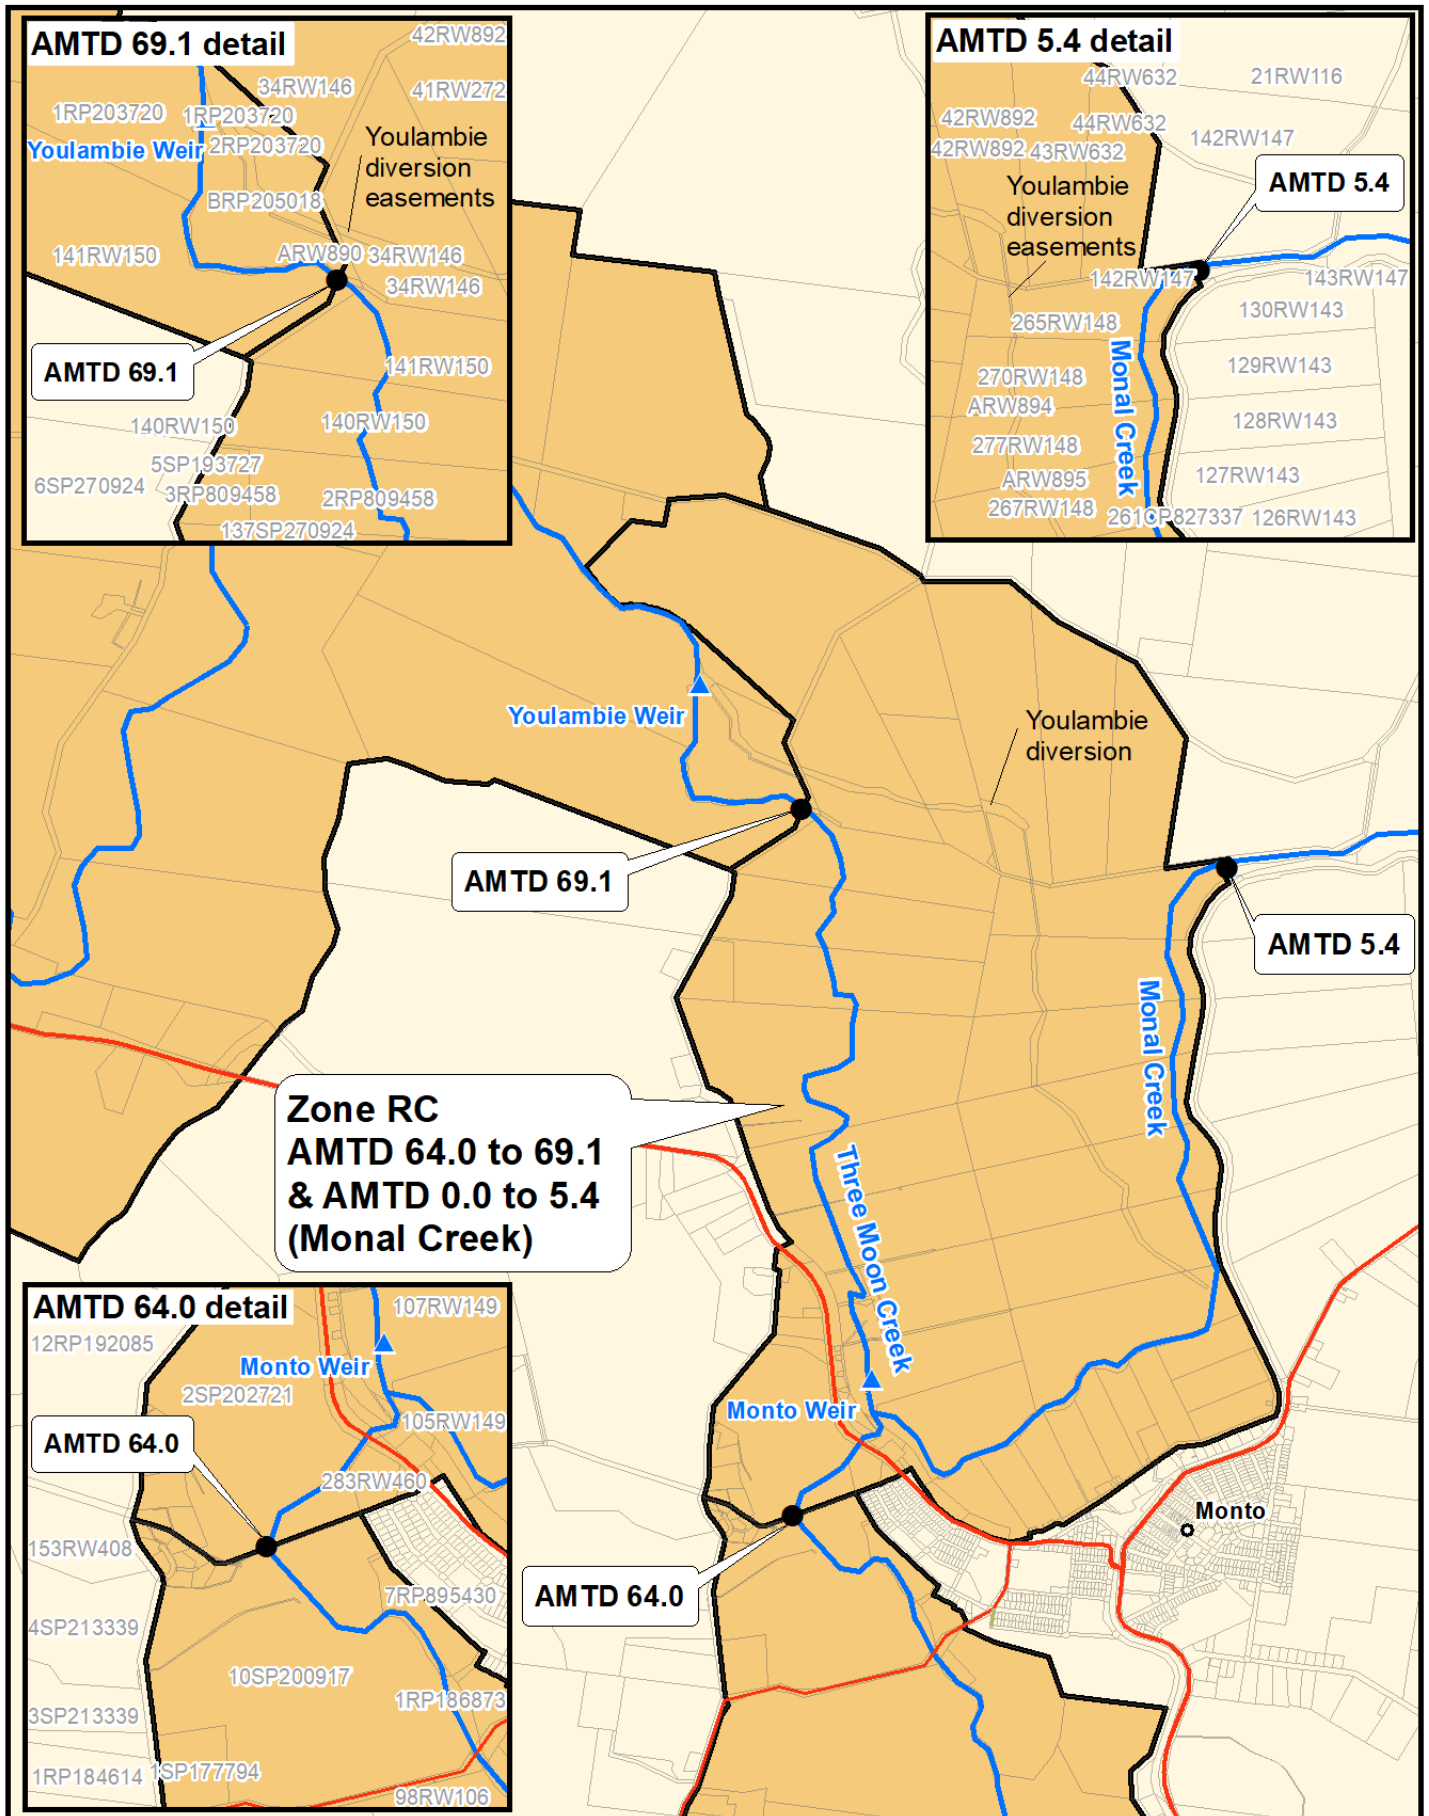 AMTD 69.1 detail
42RW892
34RW146
41RW272
1RP203720
1RP203720
Youlambie Weir
2RP203720
Youlambie
diversion
easements
BRP205018
141RW150
ARW890
34RW146
34RW146
AMTD 69.1
141RW150
140RW150
140RW150
5SP193727
6SP270924
3RP809458
2RP809458
137SP270924
AMTD 5.4 detail
44RW632
21RW116
42RW892
44RW632
142RW147
42RW892
43RW632
Youlambie
diversion
easements
AMTD 5.4
142RW147
143RW147
130RW143
265RW148
Monal Creek
129RW143
270RW148
ARW894
128RW143
277RW148
127RW143
ARW895
267RW148
261CP827337
126RW143
Youlambie Weir
Youlambie
diversion
AMTD 69.1
AMTD 5.4
Monal Creek
Zone RC
AMTD 64.0 to 69.1
& AMTD 0.0 to 5.4
(Monal Creek)
Three Moon Creek
Monto Weir
Monto
AMTD 64.0
AMTD 64.0 detail
107RW149
12RP192085
Monto Weir
2SP202721
105RW149
AMTD 64.0
283RW460
153RW408
7RP895430
4SP213339
10SP200917
1RP186873
3SP213339
1RP184614
1SP177794
98RW106